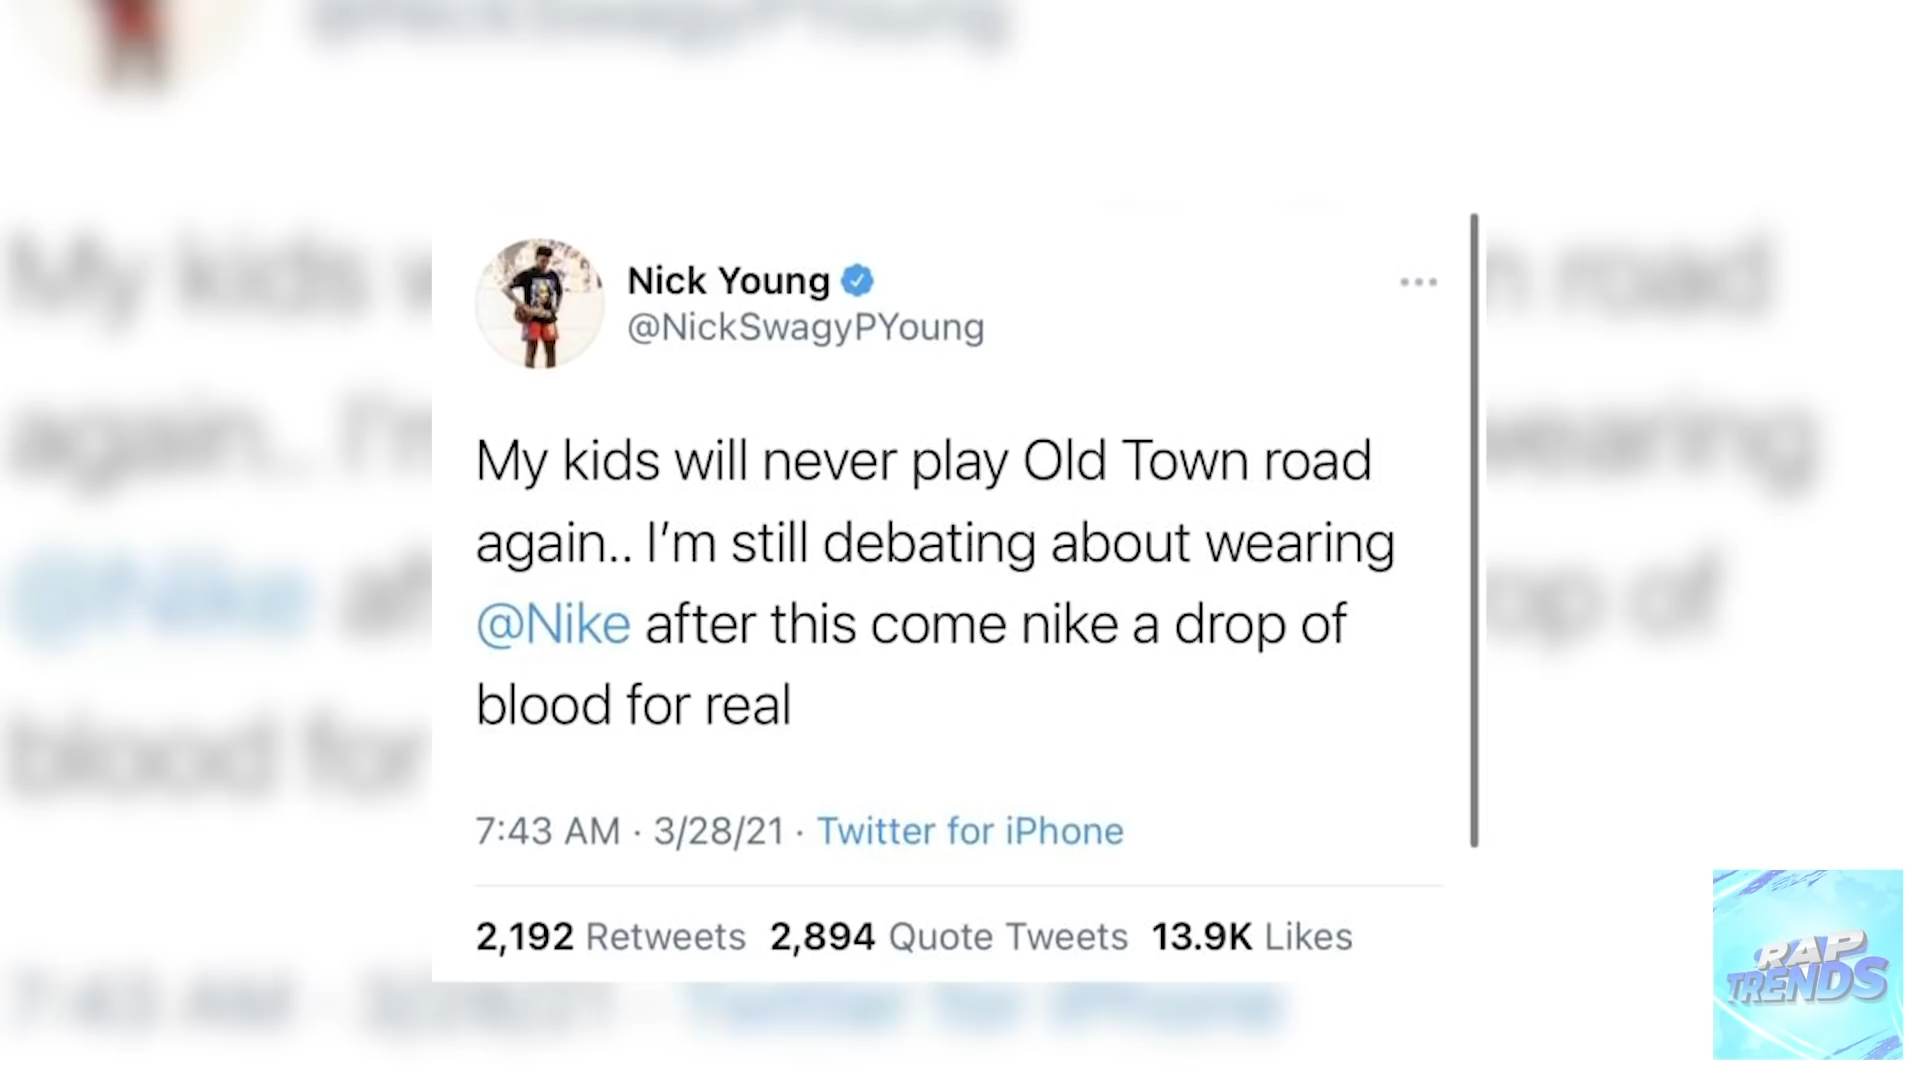 Nick Young
@NickSwagyPYoung
My kids will never play Old Town road
again.. I'm still debating about wearing
@Nike after this come nike a drop of
blood for real
7:43 AM · 3/28/21 · Twitter for iPhone
2,192 Retweets 2,894 Quote Tweets 13.9K Likes
RAP
TRENDS